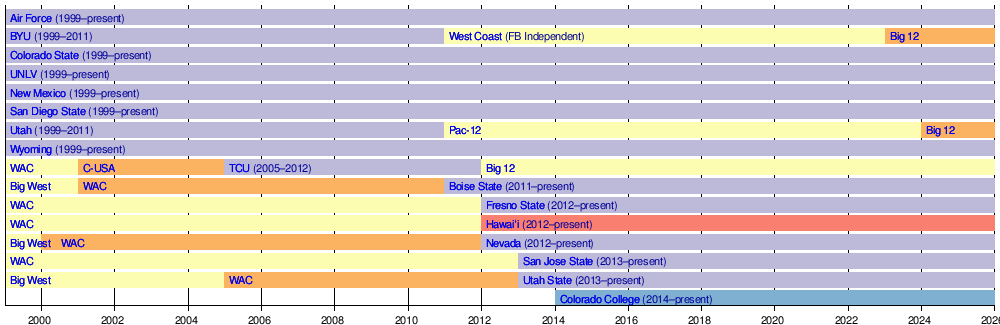 Air Force (1999–present)
BYU (1999–2011) West Coast (FB Independent) Big 12
Colorado State (1999–present)
UNLV (1999–present)
New Mexico (1999–present)
San Diego State (1999–present)
Utah (1999–2011) Pac-12 Big 12
Wyoming (1999–present)
WAC C-USA TCU (2005–2012) Big 12
Big West WAC Boise State (2011–present)
WAC Fresno State (2012–present)
WAC Hawai'i (2012–present)
Big West WAC Nevada (2012–present)
WAC San Jose State (2013–present)
Big West WAC Utah State (2013–present)
Colorado College (2014–present)
2000 2002 2004 2006 2008 2010 2012 2014 2016 2018 2020 2022 2024 2026